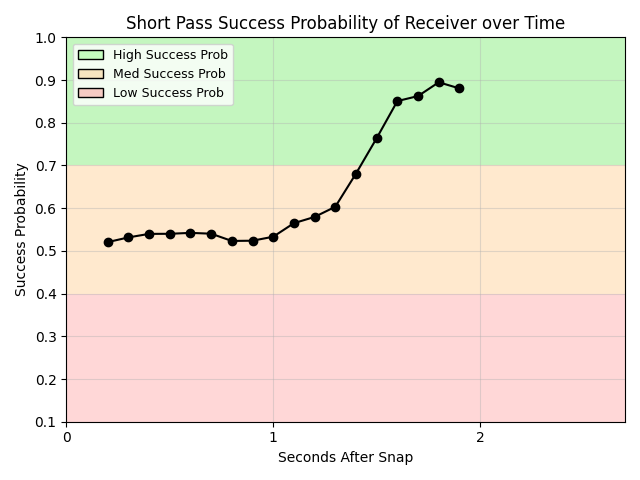 Short Pass Success Probability of Receiver over Time
High Success Prob
Med Success Prob
Low Success Prob
Success Probability
1.0
0.9
0.8
0.7
0.6
0.5
0.4
0.3
0.2
0.1
0
1
2
Seconds After Snap